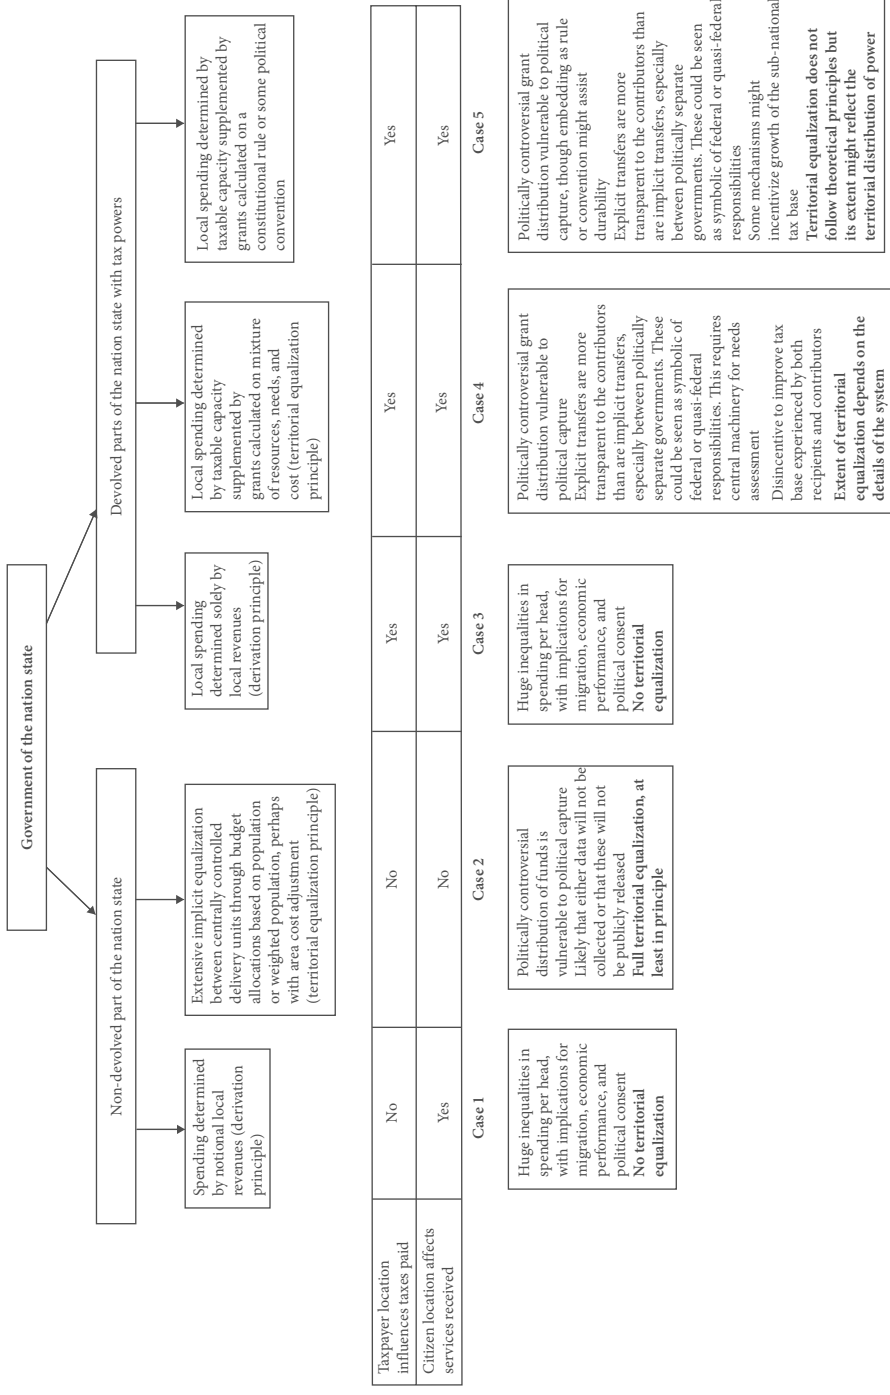 Government of the nation state
Non-devolved part of the nation state
Devolved parts of the nation state with tax powers
Spending determined
by notional local
revenues (derivation
principle)
Extensive implicit equalization
between centrally controlled
delivery units through budget
allocations based on population
or weighted population, perhaps
with area cost adjustment
(territorial equalization principle)
Local spending
determined solely by
local revenues
(derivation principle)
Local spending determined
by taxable capacity
supplemented by
grants calculated on mixture
of resources, needs, and
cost (territorial equalization
principle)
Local spending determined by
taxable capacity supplemented by
grants calculated on a
constitutional rule or some political
convention
Taxpayer location
influences taxes paid
No
No
Yes
Yes
Yes
Citizen location affects
services received
Yes
No
Yes
Yes
Yes
Case 1
Case 2
Case 3
Case 4
Case 5
Huge inequalities in
spending per head,
with implications for
migration, economic
performance, and
political consent
No territorial
equalization
Politically controversial
distribution of funds is
vulnerable to political capture
Likely that either data will not be
collected or that these will not
be publicly released
Full territorial equalization, at
least in principle
Huge inequalities in
spending per head,
with implications for
migration, economic
performance, and
political consent
No territorial
equalization
Politically controversial grant
distribution vulnerable to
political capture
Explicit transfers are more
transparent to the contributors
than are implicit transfers,
especially between politically
separate governments. These
could be seen as symbolic of
federal or quasi-federal
responsibilities. This requires
central machinery for needs
assessment
Disincentive to improve tax
base experienced by both
recipients and contributors
Extent of territorial
equalization depends on the
details of the system
Politically controversial grant
distribution vulnerable to political
capture, though embedding as rule
or convention might assist
durability
Explicit transfers are more
transparent to the contributors than
are implicit transfers, especially
between politically separate
governments. These could be seen
as symbolic of federal or quasi-federal
responsibilities
Some mechanisms might
incentivize growth of the sub-national
tax base
Territorial equalization does not
follow theoretical principles but
its extent might reflect the
territorial distribution of power